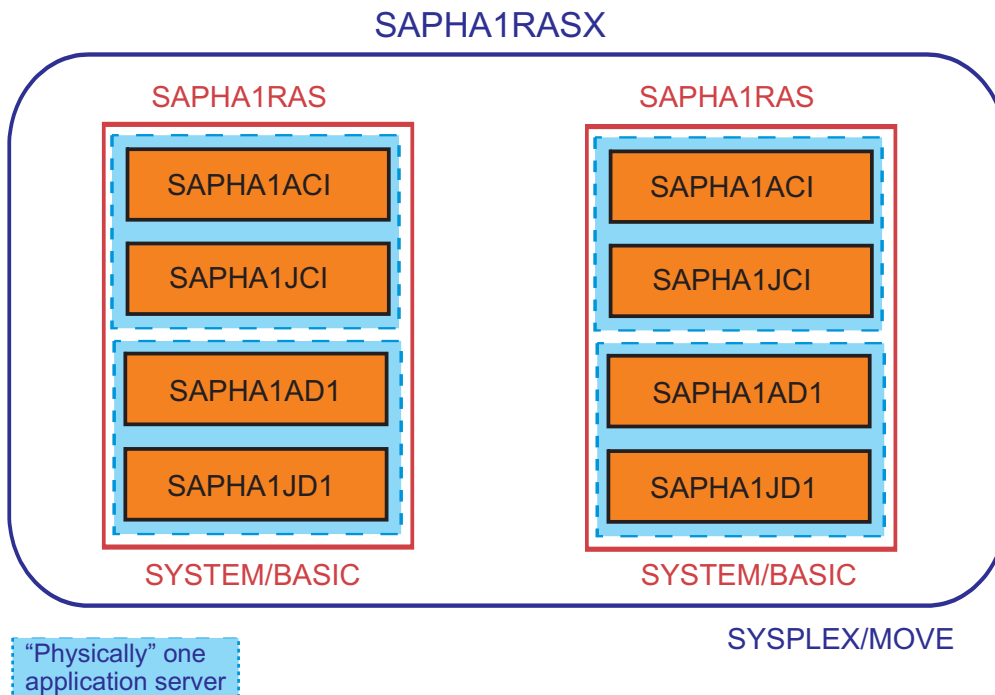 SAPHA1RASX
SAPHA1RAS
SAPHA1ACI
SAPHA1JCI
SAPHA1AD1
SAPHA1JD1
SYSTEM/BASIC
SAPHA1RAS
SAPHA1ACI
SAPHA1JCI
SAPHA1AD1
SAPHA1JD1
SYSTEM/BASIC
SYSPLEX/MOVE
“Physically” one
application server